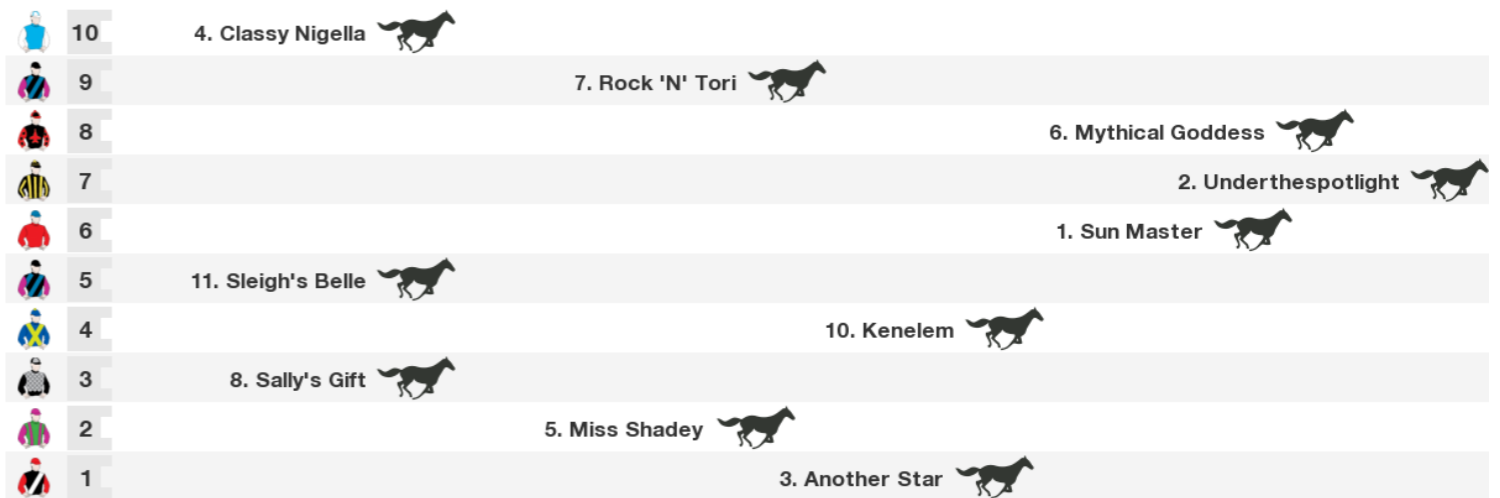 10 4. Classy Nigella
9 7. Rock 'N' Tori
8 6. Mythical Goddess
7 2. Underthespotlight
6 1. Sun Master
5 11. Sleigh's Belle
4 10. Kenelem
3 8. Sally's Gift
2 5. Miss Shadey
1 3. Another Star